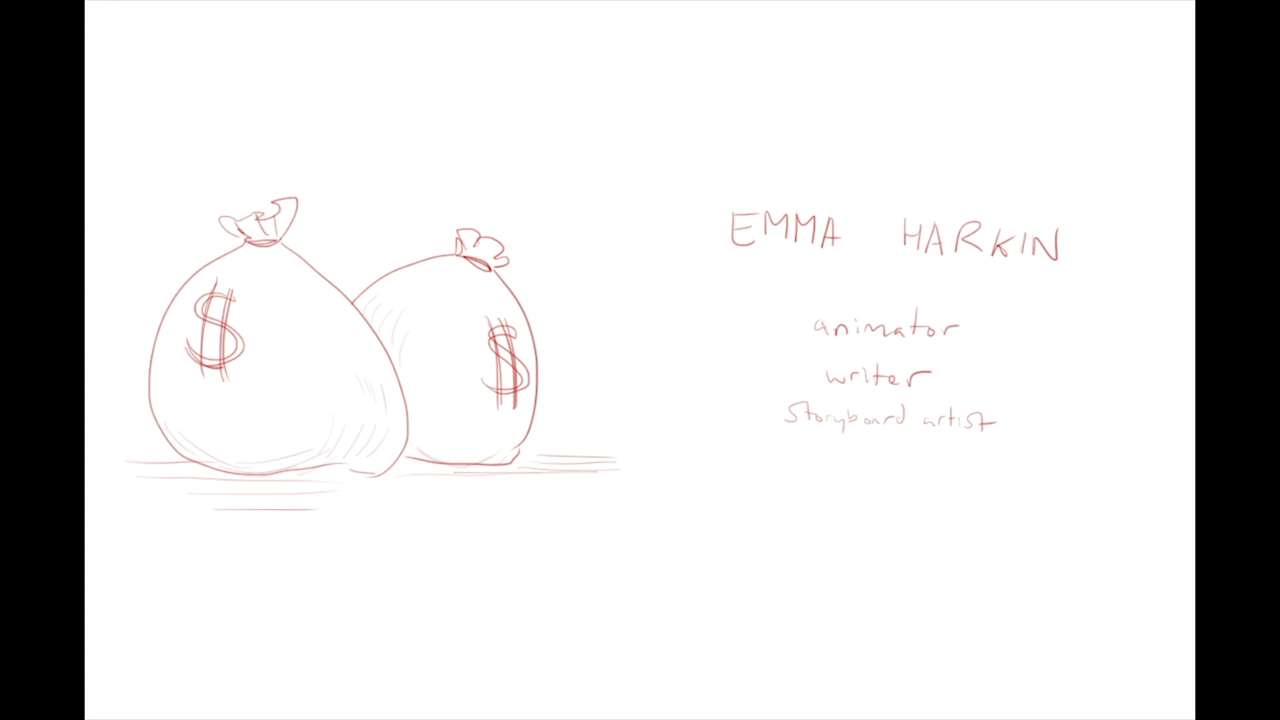 $
$
EMMA HARKIN
animator
writer
storyboard artist